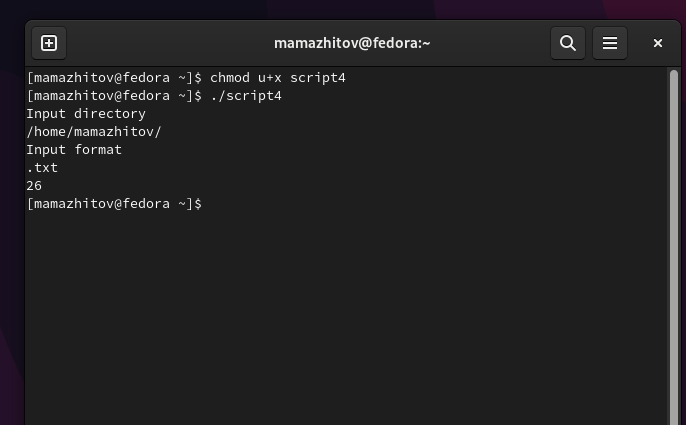 mamazhitov@fedora:~
[mamazhitov@fedora ~]$ chmod u+x script4
[mamazhitov@fedora ~]$ ./script4
Input directory
/home/mamazhitov/
Input format
.txt
26
[mamazhitov@fedora ~]$